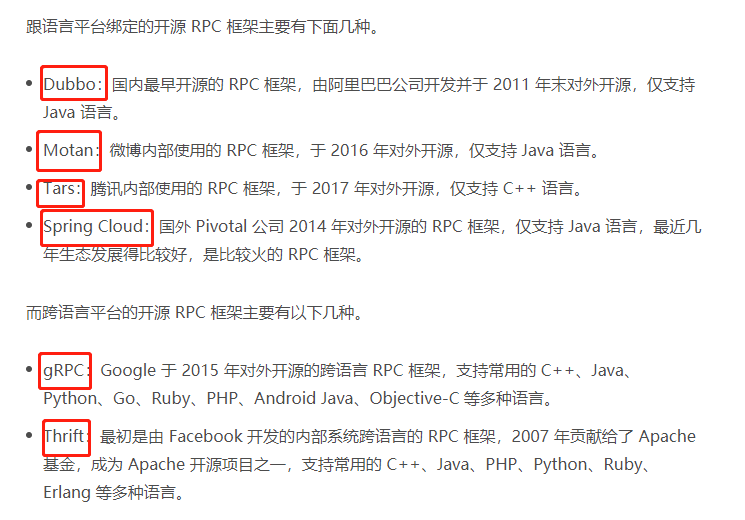 跟语言平台绑定的开源 RPC 框架主要有下面几种。
Dubbo：国内最早开源的 RPC 框架，由阿里巴巴公司开发并于 2011 年末对外开源，仅支持
Java 语言。
Motan：微博内部使用的 RPC 框架，于 2016 年对外开源，仅支持 Java 语言。
Tars：腾讯内部使用的 RPC 框架，于 2017 年对外开源，仅支持 C++ 语言。
Spring Cloud：国外 Pivotal 公司 2014 年对外开源的 RPC 框架，仅支持 Java 语言，最近几
年生态发展得比较好，是比较火的 RPC 框架。
而跨语言平台的开源 RPC 框架主要有以下几种。
gRPC：Google 于 2015 年对外开源的跨语言 RPC 框架，支持常用的 C++、Java、
Python、Go、Ruby、PHP、Android Java、Objective-C 等多种语言。
Thrift：最初是由 Facebook 开发的内部系统跨语言的 RPC 框架，2007 年贡献给了 Apache
基金，成为 Apache 开源项目之一，支持常用的 C++、Java、PHP、Python、Ruby、
Erlang 等多种语言。